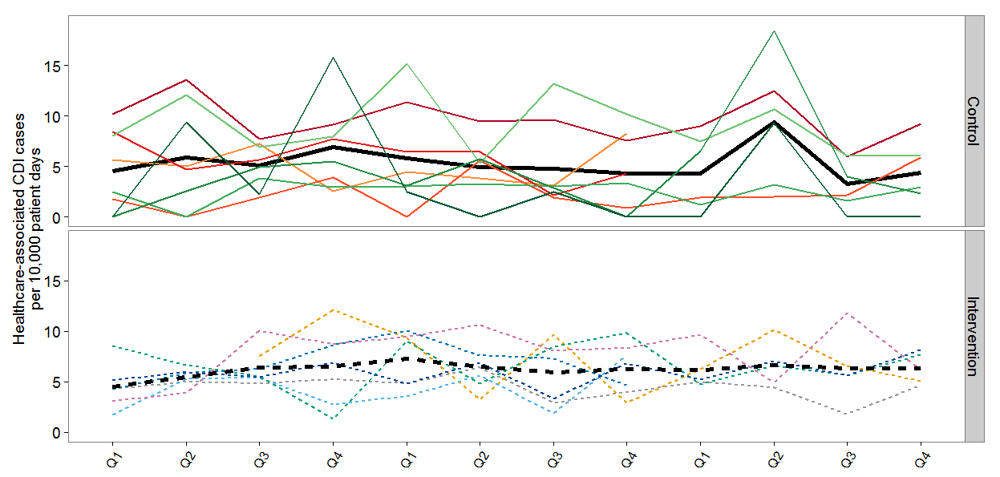 Healthcare-associated CDI cases
per 10,000 patient days
15
10
5
0
Control
15
10
5
0
Intervention
Q1 Q2 Q3 Q4 Q1 Q2 Q3 Q4 Q1 Q2 Q3 Q4